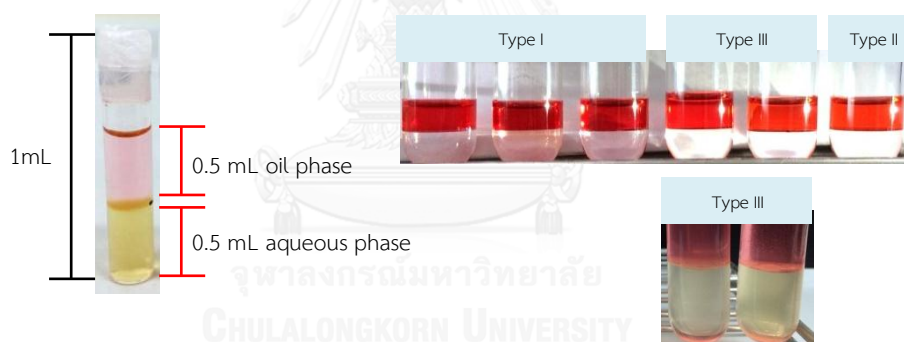 Type I
Type III
Type II
1mL
0.5 mL oil phase
0.5 mL aqueous phase
Type III
จุฬาลงกรณ์มหาวิทยาลัย
CHULALONGKORN UNIVERSITY